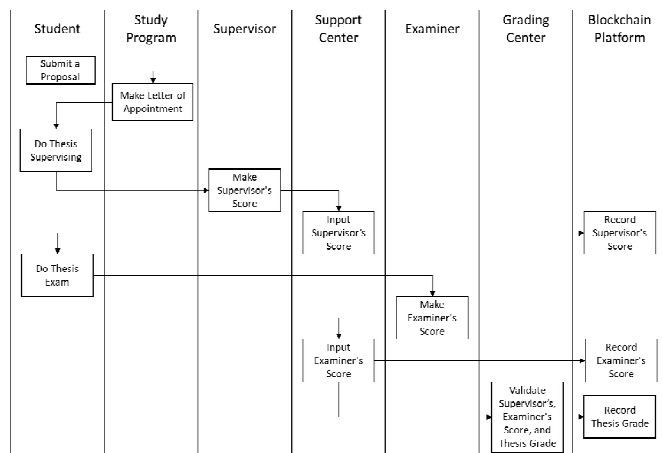 Student
Study
Program
Supervisor
Support
Center
Examiner
Grading
Center
Blockchain
Platform
Submit a
Proposal
Make Letter of
Appointment
Do Thesis
Supervising
Make
Supervisor's
Score
Input
Supervisor's
Score
Record
Supervisor's
Score
Do Thesis
Exam
Make
Examiner's
Score
Input
Examiner's
Score
Record
Examiner's
Score
Validate
Supervisor's,
Examiner's
Score, and
Thesis Grade
Record
Thesis Grade